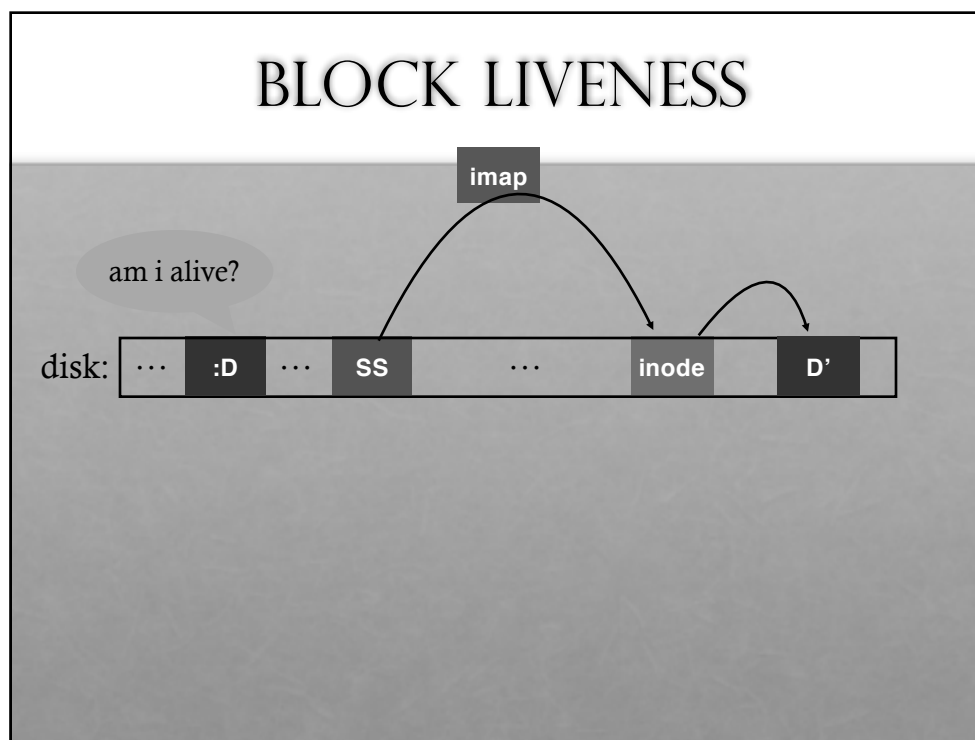 BLOCK LIVENESS
imap
am i alive?
disk: ... :D ... SS ... inode D’